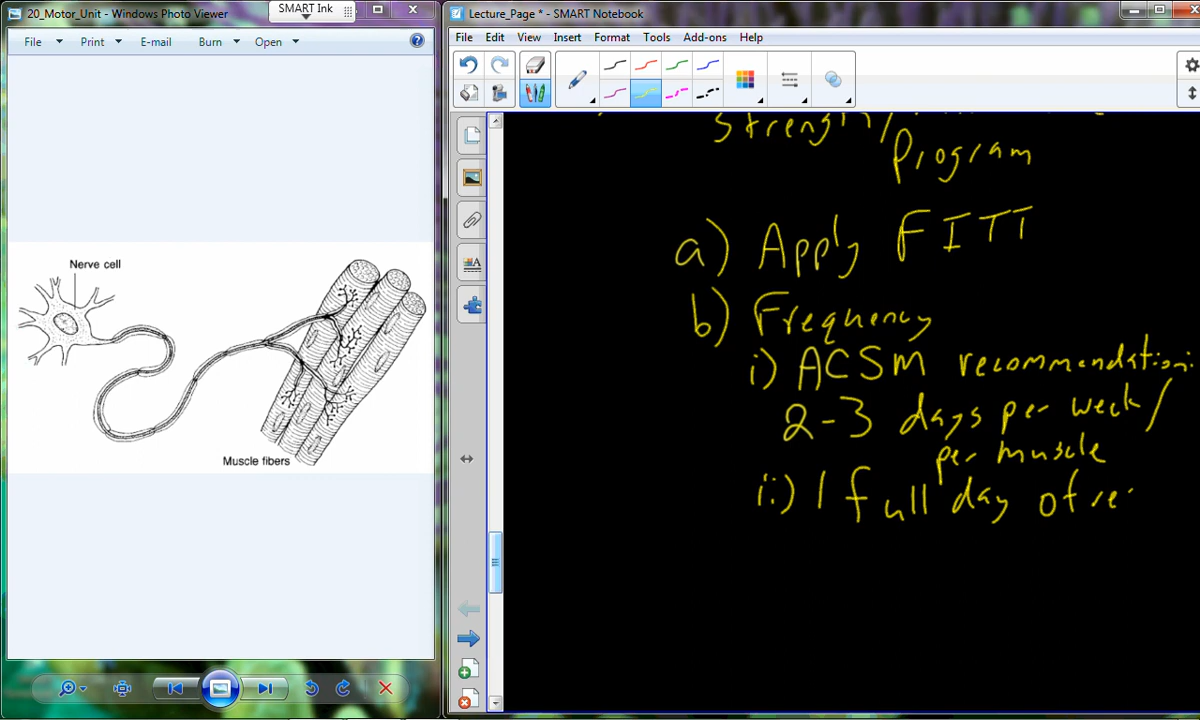 20_Motor_Unit - Windows Photo Viewer
SMART Ink
File Print E-mail Burn Open
Nerve cell
Muscle fibers
Lecture_Page * - SMART Notebook
File Edit View Insert Format Tools Add-ons Help
Program
a) Apply FITT
b) Frequency
i) ACSM recommendation:
2-3 days per week/
per muscle
ii) 1 full day of re